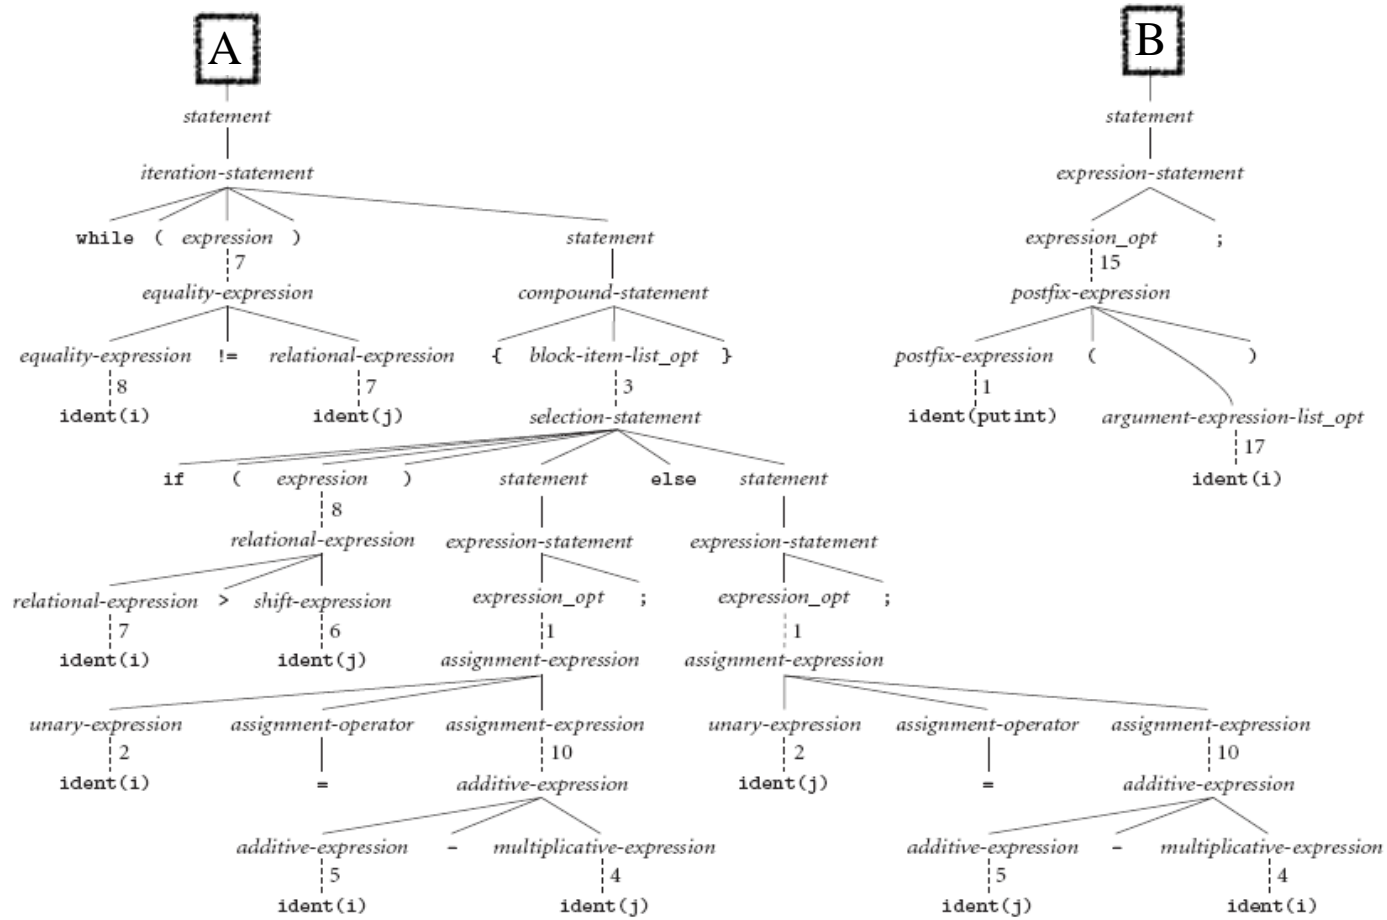 A B
statement statement
iteration-statement expression-statement
while ( expression ) statement expression_opt ;
7 15
equality-expression compound-statement postfix-expression
equality-expression != relational-expression { block-item-list_opt } postfix-expression ( )
8 7 3 1
ident(i) ident(j) selection-statement ident(putint) argument-expression-list_opt
17
if ( expression ) statement else statement ident(i)
8
relational-expression expression-statement expression-statement
relational-expression > shift-expression expression_opt ; expression_opt ;
7 6 1 1
ident(i) ident(j) assignment-expression assignment-expression
unary-expression assignment-operator assignment-expression unary-expression assignment-operator assignment-expression
2 10 2 10
ident(i) = additive-expression ident(j) = additive-expression
additive-expression - multiplicative-expression additive-expression - multiplicative-expression
5 4 5 4
ident(i) ident(j) ident(j) ident(i)